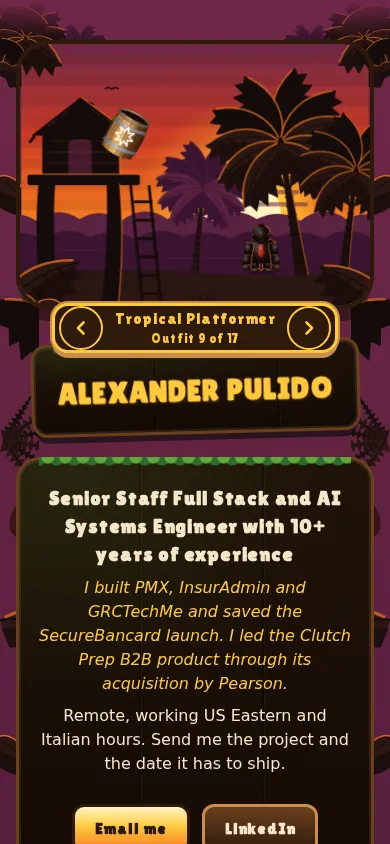 Tropical Platformer
Outfit 9 of 17
ALEXANDER PULIDO
Senior Staff Full Stack and AI
Systems Engineer with 10+
years of experience
I built PMX, InsurAdmin and
GRCTechMe and saved the
SecureBancard launch. I led the Clutch
Prep B2B product through its
acquisition by Pearson.
Remote, working US Eastern and
Italian hours. Send me the project and
the date it has to ship.
Email me
LinkedIn